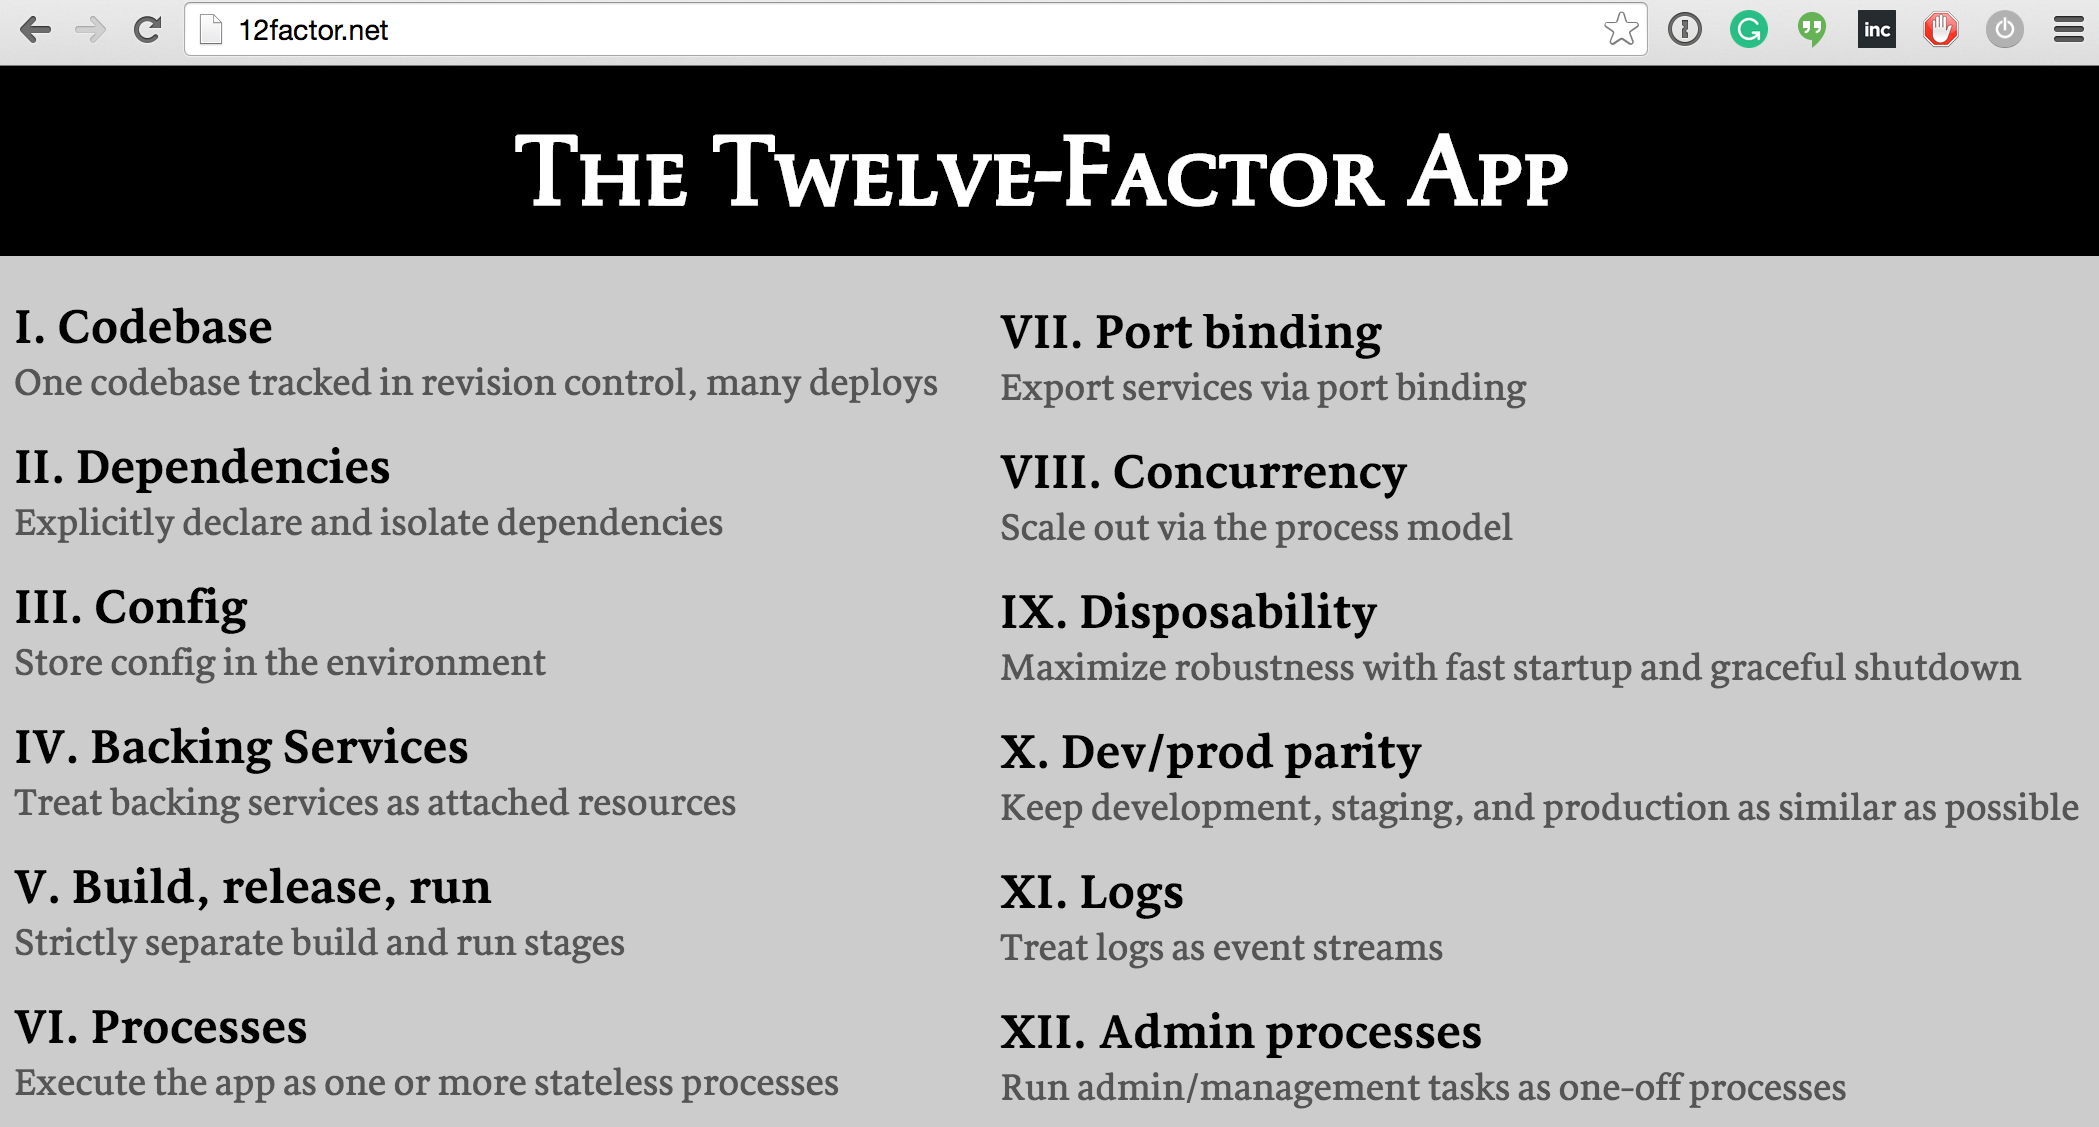 12factor.net
inc
The Twelve-Factor App
I. Codebase
One codebase tracked in revision control, many deploys
II. Dependencies
Explicitly declare and isolate dependencies
III. Config
Store config in the environment
IV. Backing Services
Treat backing services as attached resources
V. Build, release, run
Strictly separate build and run stages
VI. Processes
Execute the app as one or more stateless processes
VII. Port binding
Export services via port binding
VIII. Concurrency
Scale out via the process model
IX. Disposability
Maximize robustness with fast startup and graceful shutdown
X. Dev/prod parity
Keep development, staging, and production as similar as possible
XI. Logs
Treat logs as event streams
XII. Admin processes
Run admin/management tasks as one-off processes